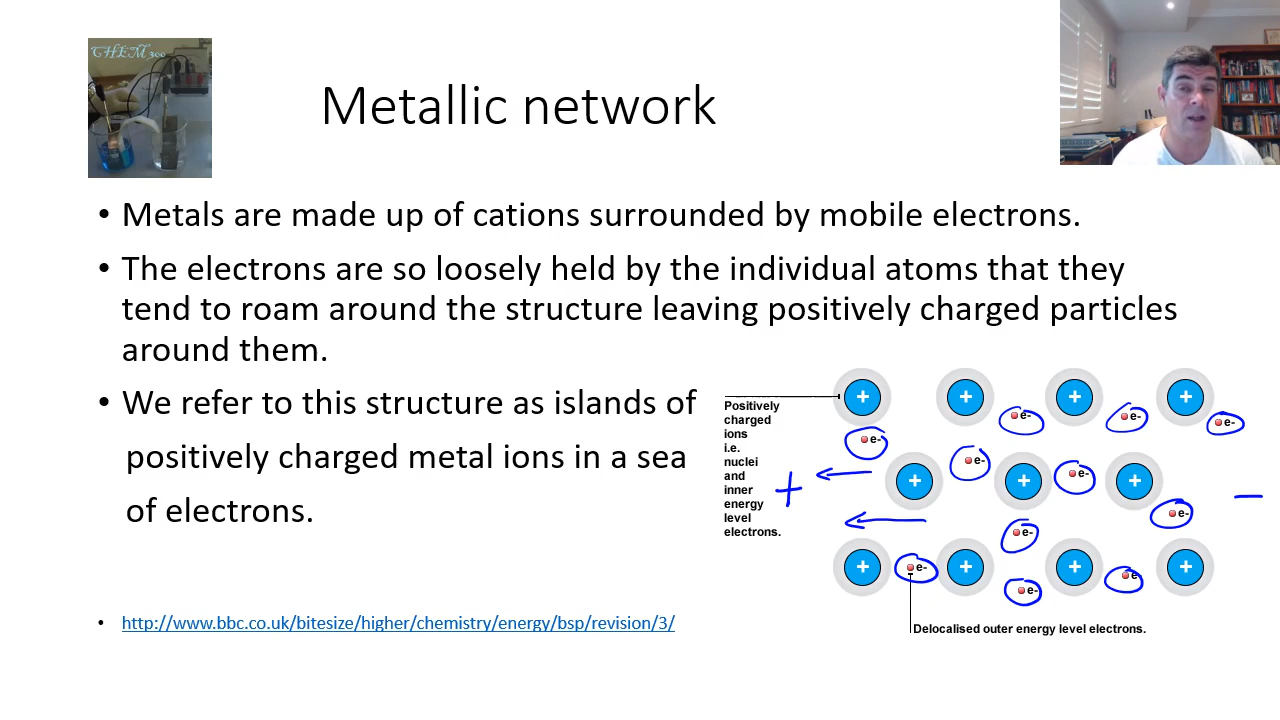 CHEM300
Metallic network
• Metals are made up of cations surrounded by mobile electrons.
• The electrons are so loosely held by the individual atoms that they
tend to roam around the structure leaving positively charged particles
around them.
• We refer to this structure as islands of
positively charged metal ions in a sea
of electrons.
• http://www.bbc.co.uk/bitesize/higher/chemistry/energy/bsp/revision/3/
Positively
charged
ions
i.e.
nuclei
and
inner
energy
level
electrons.
+ + + +
e- e- e- e-
+ e- + e- + e- + -
e-
+ e- + + e- +
e-
Delocalised outer energy level electrons.